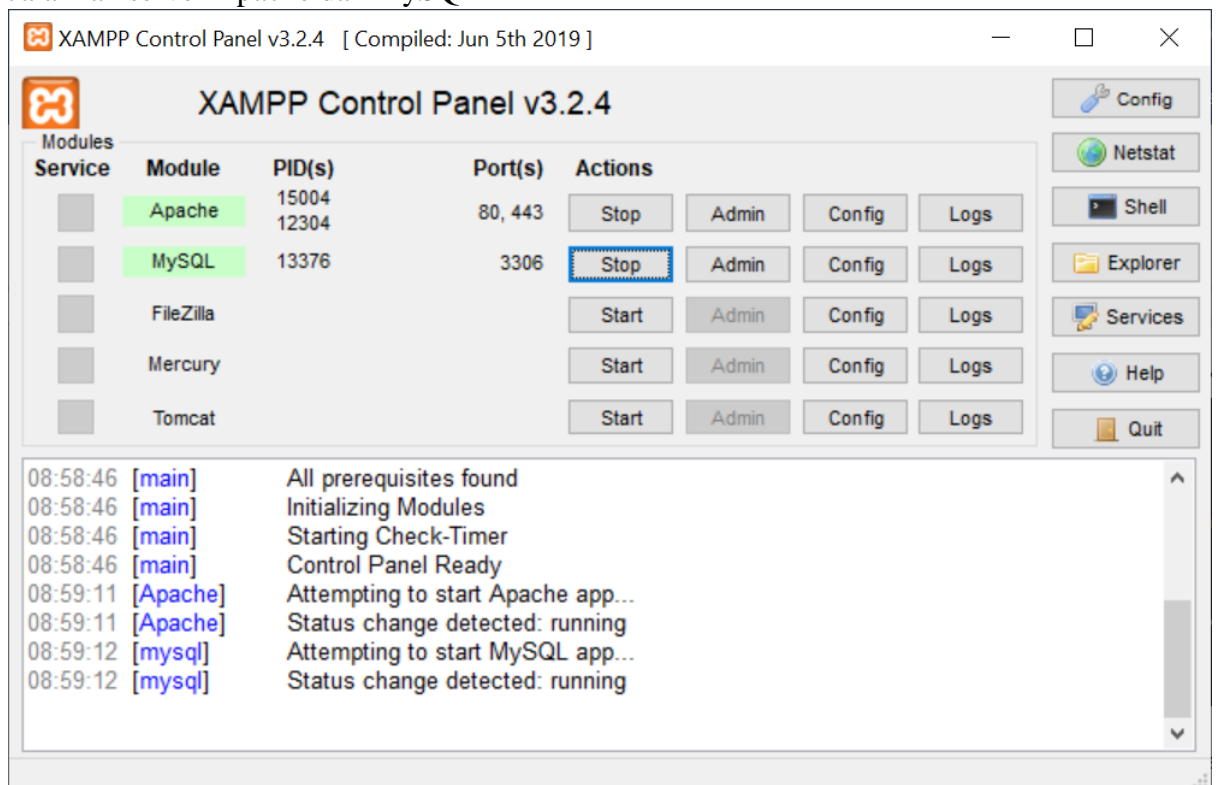 XAMPP Control Panel v3.2.4 [ Compiled: Jun 5th 2019 ]
XAMPP Control Panel v3.2.4
Config
Modules
Service Module PID(s) Port(s) Actions
Netstat
Apache 15004 12304 80, 443 Stop Admin Config Logs
Shell
MySQL 13376 3306 Stop Admin Config Logs
Explorer
FileZilla Start Admin Config Logs
Services
Mercury Start Admin Config Logs
Help
Tomcat Start Admin Config Logs
Quit
08:58:46 [main] All prerequisites found
08:58:46 [main] Initializing Modules
08:58:46 [main] Starting Check-Timer
08:58:46 [main] Control Panel Ready
08:59:11 [Apache] Attempting to start Apache app...
08:59:11 [Apache] Status change detected: running
08:59:12 [mysql] Attempting to start MySQL app...
08:59:12 [mysql] Status change detected: running